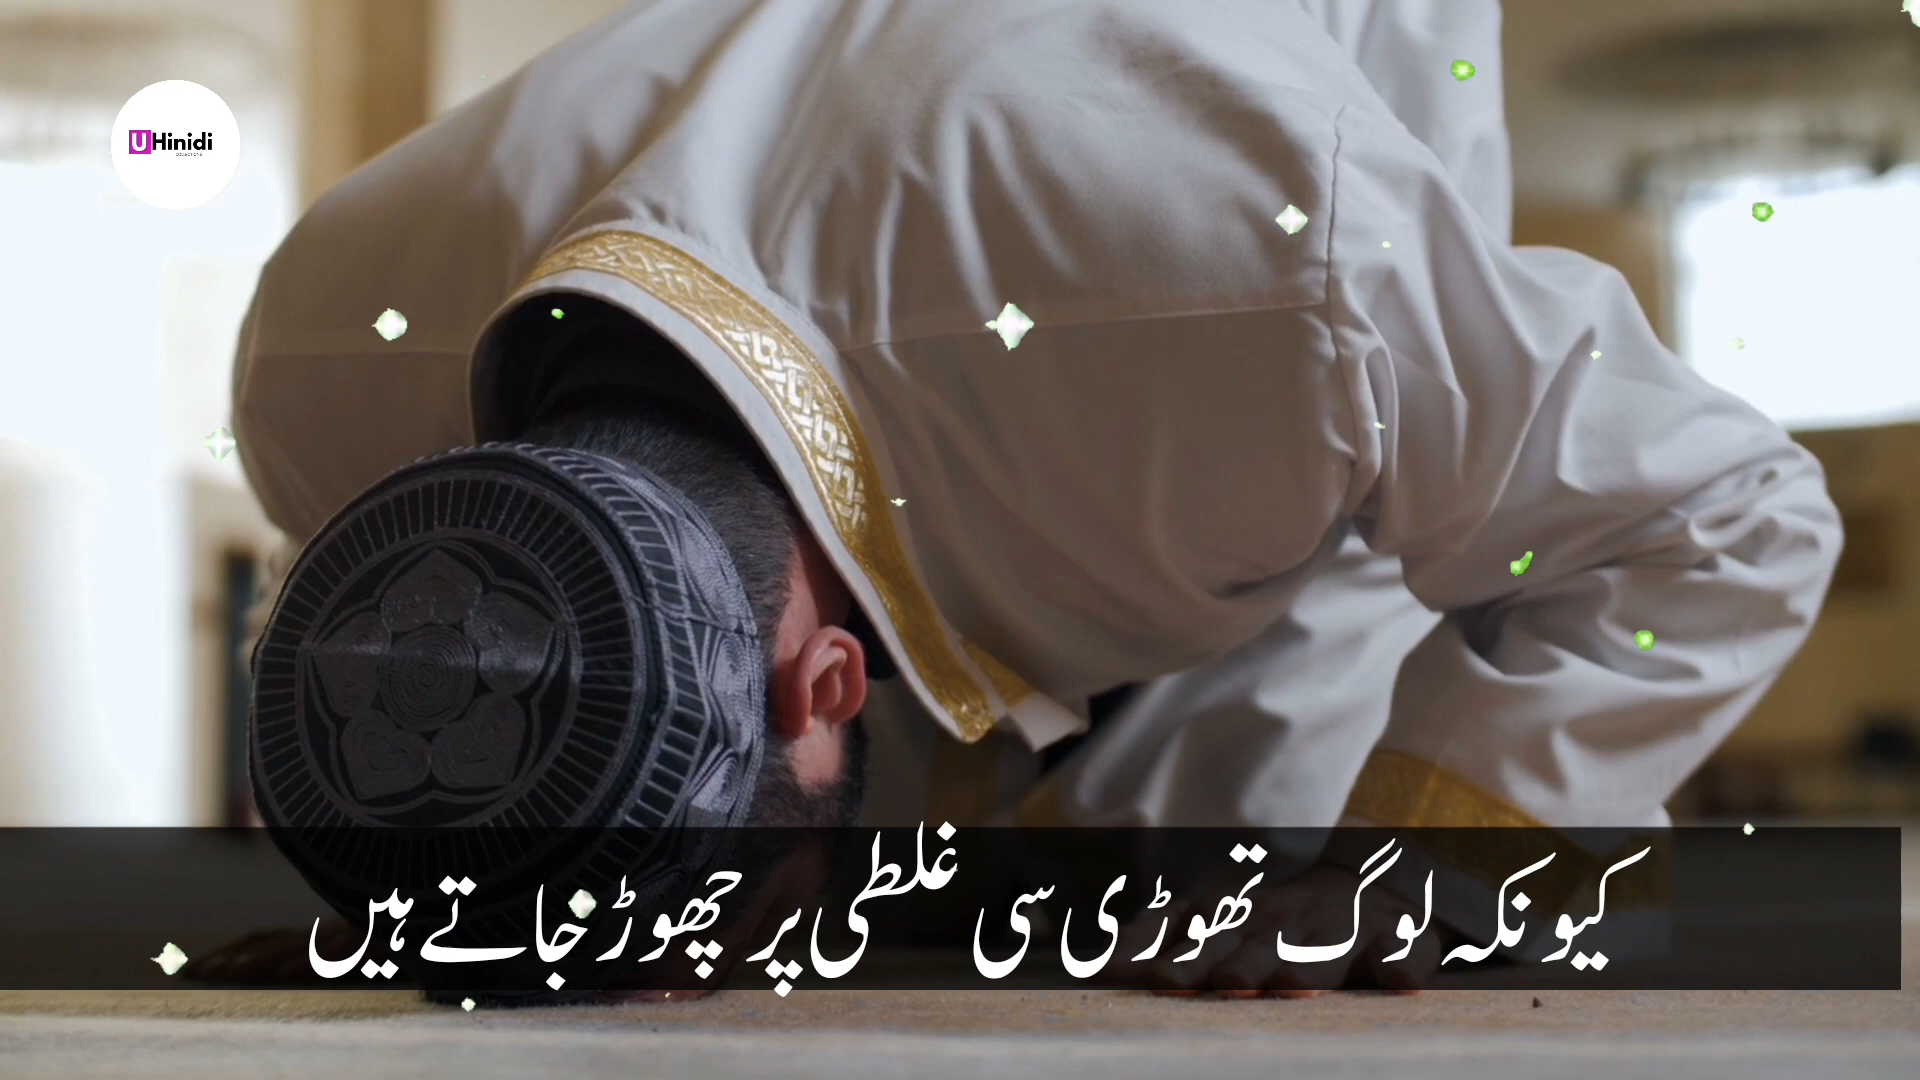 UHinidi
کیونکہ لوگ تھوڑی سی غلطی پر چھوڑ جاتے ہیں